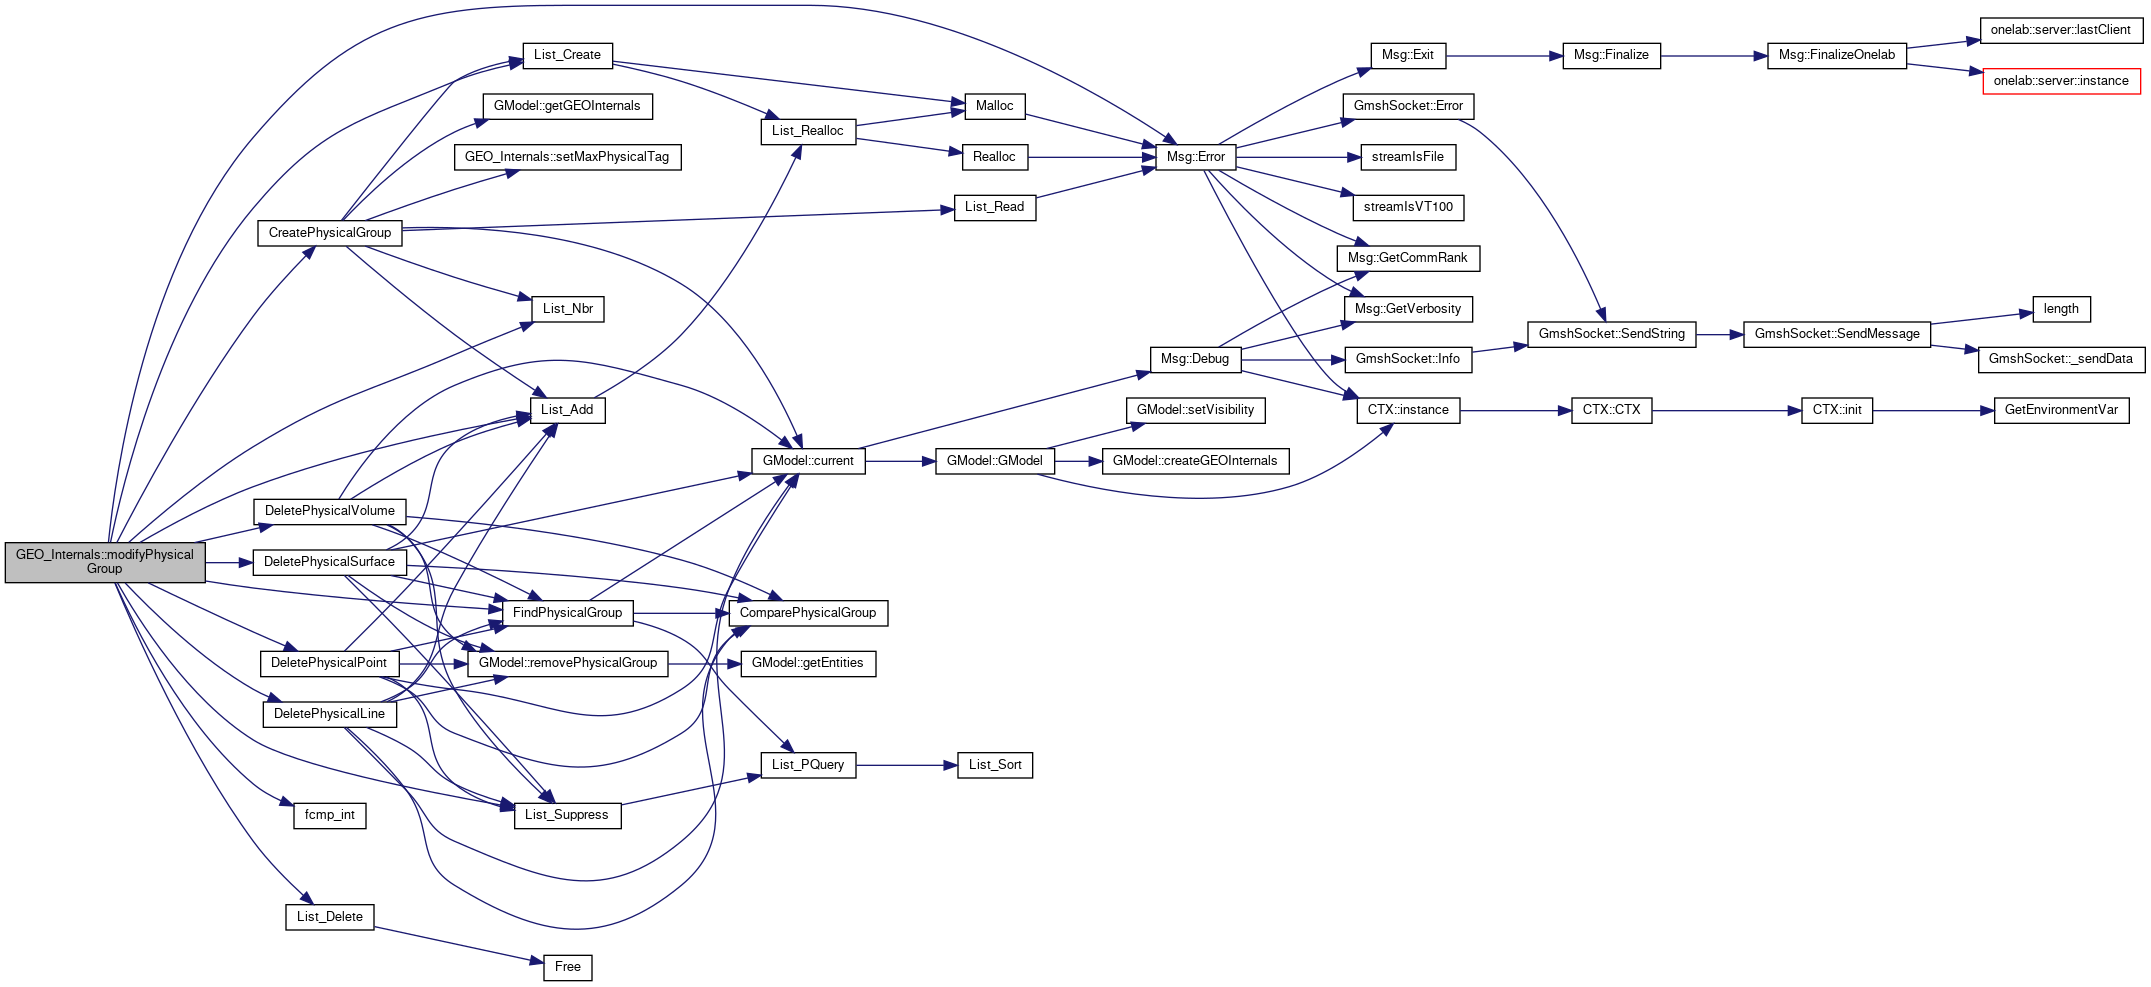 GEO_Internals::modifyPhysical
Group
List_Create
GModel::getGEOInternals
GEO_Internals::setMaxPhysicalTag
CreatePhysicalGroup
List_Nbr
List_Add
DeletePhysicalVolume
DeletePhysicalSurface
FindPhysicalGroup
DeletePhysicalPoint
GModel::removePhysicalGroup
DeletePhysicalLine
List_Suppress
fcmp_int
List_Delete
Free
List_Realloc
Malloc
Realloc
List_Read
GModel::current
ComparePhysicalGroup
GModel::getEntities
List_PQuery
List_Sort
GModel::GModel
Msg::Error
Msg::Debug
GModel::setVisibility
GModel::createGEOInternals
Msg::Exit
GmshSocket::Error
streamIsFile
streamIsVT100
Msg::GetCommRank
Msg::GetVerbosity
GmshSocket::Info
CTX::instance
Msg::Finalize
GmshSocket::SendString
CTX::CTX
Msg::FinalizeOnelab
GmshSocket::SendMessage
CTX::init
onelab::server::lastClient
onelab::server::instance
length
GmshSocket::_sendData
GetEnvironmentVar